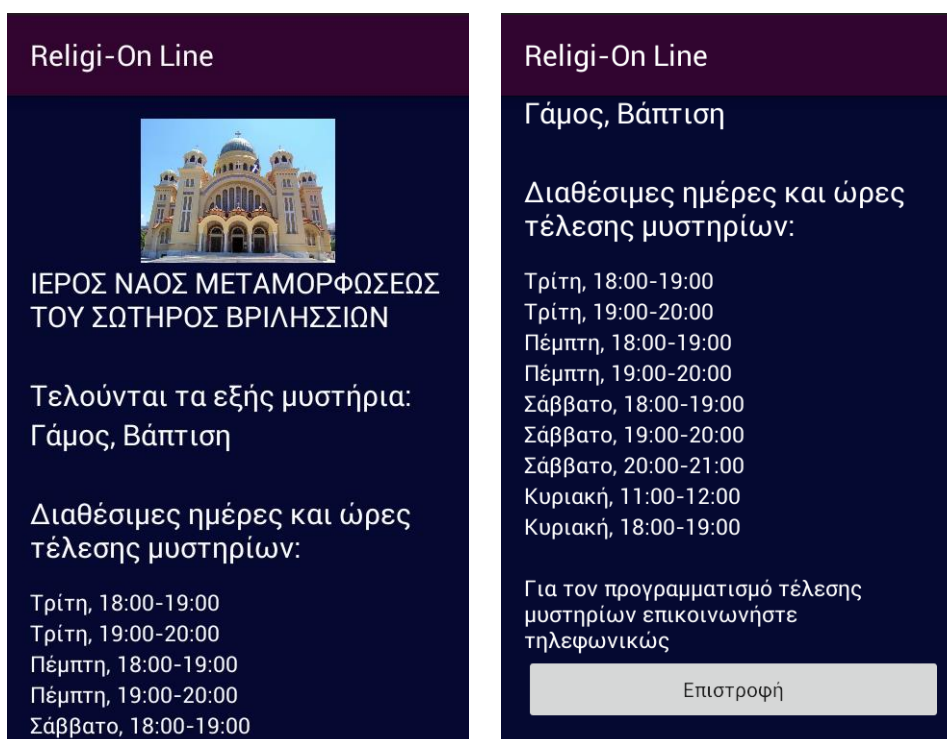 Religi-On Line
ΙΕΡΟΣ ΝΑΟΣ ΜΕΤΑΜΟΡΦΩΣΕΩΣ
ΤΟΥ ΣΩΤΗΡΟΣ ΒΡΙΛΗΣΣΙΩΝ
Τελούνται τα εξής μυστήρια:
Γάμος, Βάπτιση
Διαθέσιμες ημέρες και ώρες
τέλεσης μυστηρίων:
Τρίτη, 18:00-19:00
Τρίτη, 19:00-20:00
Πέμπτη, 18:00-19:00
Πέμπτη, 19:00-20:00
Σάββατο, 18:00-19:00
Religi-On Line
Γάμος, Βάπτιση
Διαθέσιμες ημέρες και ώρες
τέλεσης μυστηρίων:
Τρίτη, 18:00-19:00
Τρίτη, 19:00-20:00
Πέμπτη, 18:00-19:00
Πέμπτη, 19:00-20:00
Σάββατο, 18:00-19:00
Σάββατο, 19:00-20:00
Σάββατο, 20:00-21:00
Κυριακή, 11:00-12:00
Κυριακή, 18:00-19:00
Για τον προγραμματισμό τέλεσης
μυστηρίων επικοινωνήστε
τηλεφωνικώς
Επιστροφή